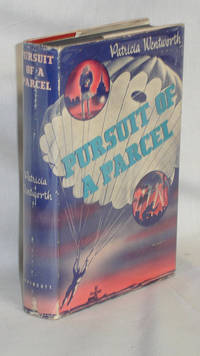 Patricia Wentworth
PURSUIT OF
A PARCEL
PURSUIT
OF A
PARCEL
Patricia
Wentworth